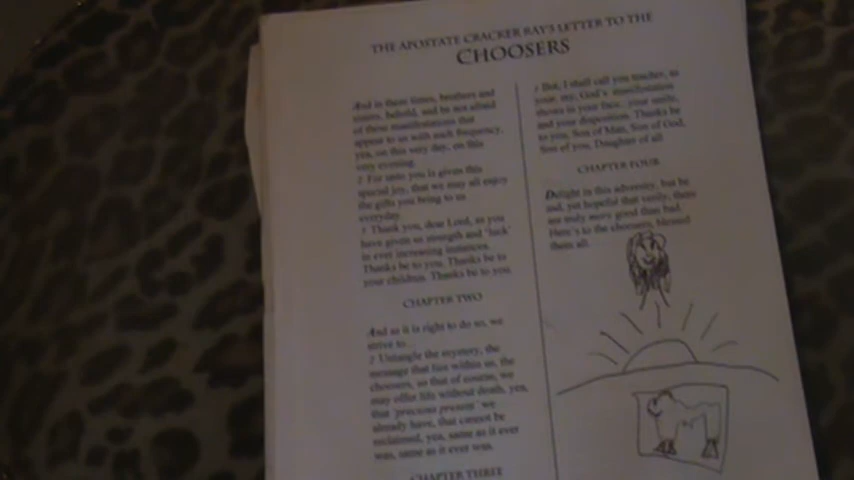 THE APOSTATE CRACKER RAY'S LETTER TO THE
CHOOSERS
And in these times, brothers and
sisters, behold, and be not afraid
of these manifestations that
appear to us with such frequency,
yea, on this very day, on this
very evening.
2 For unto you is given this
special joy, that we may all enjoy
the gifts you bring to us
everyday.
3 Thank you, dear Lord, as you
have given us strength and 'luck'
in ever increasing instances.
Thanks be to you. Thanks be to
your children. Thanks be to you.
CHAPTER TWO
And as it is right to do so, we
strive to...
2 Untangle the mystery, the
message that lies within us, the
choosers, so that of course, we
may offer life without death, yea,
that 'precious present' we
already have, that cannot be
reclaimed, yea, same as it ever
was, same as it ever was.
CHAPTER THREE
But, I shall call you teacher, as
your, my, God's manifestation
shows in your face, your smile,
and your disposition. Thanks be
to you, Son of Man, Son of God,
Son of you, Daughter of all
CHAPTER FOUR
Delight in this adversity, but be
sad, yet hopeful that verily, there
are truly more good than bad.
Here's to the choosers, blessed
them all.